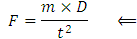 F = m × D / t² ⇐